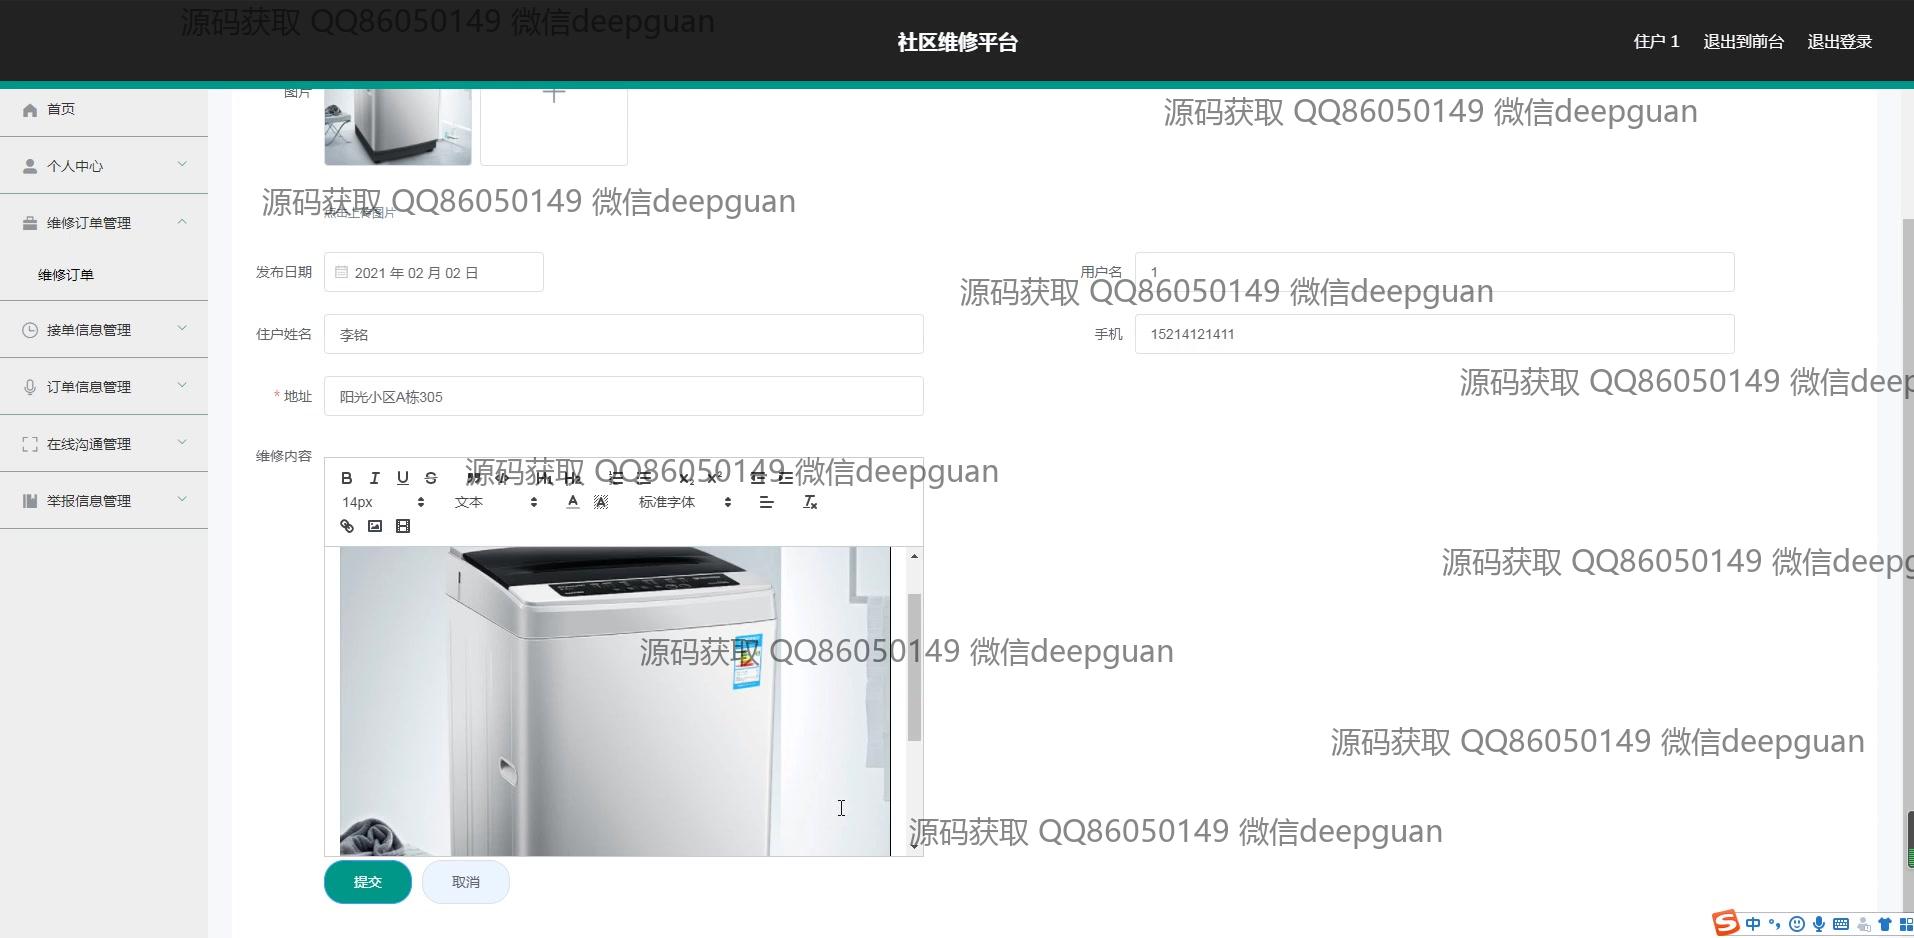 源码获取 QQ86050149 微信deepguan
社区维修平台
住户 1 退出到前台 退出登录
首页
个人中心
维修订单管理
维修订单
接单信息管理
订单信息管理
在线沟通管理
举报信息管理
图片
源码获取 QQ86050149 微信deepguan
源码获取 QQ86050149 微信deepguan
点击上传图片
发布日期 2021 年 02 月 02 日
用户名 1
源码获取 QQ86050149 微信deepguan
住户姓名 李铭
手机 15214121411
源码获取 QQ86050149 微信deep
* 地址 阳光小区A栋305
维修内容
源码获取 QQ86050149 微信deepguan
B I U S H₁ H₂ X₂ X²
14px 文本 A A 标准字体 Tx
源码获取 QQ86050149 微信deepg
源码获取 QQ86050149 微信deepguan
源码获取 QQ86050149 微信deepguan
源码获取 QQ86050149 微信deepguan
提交 取消
中